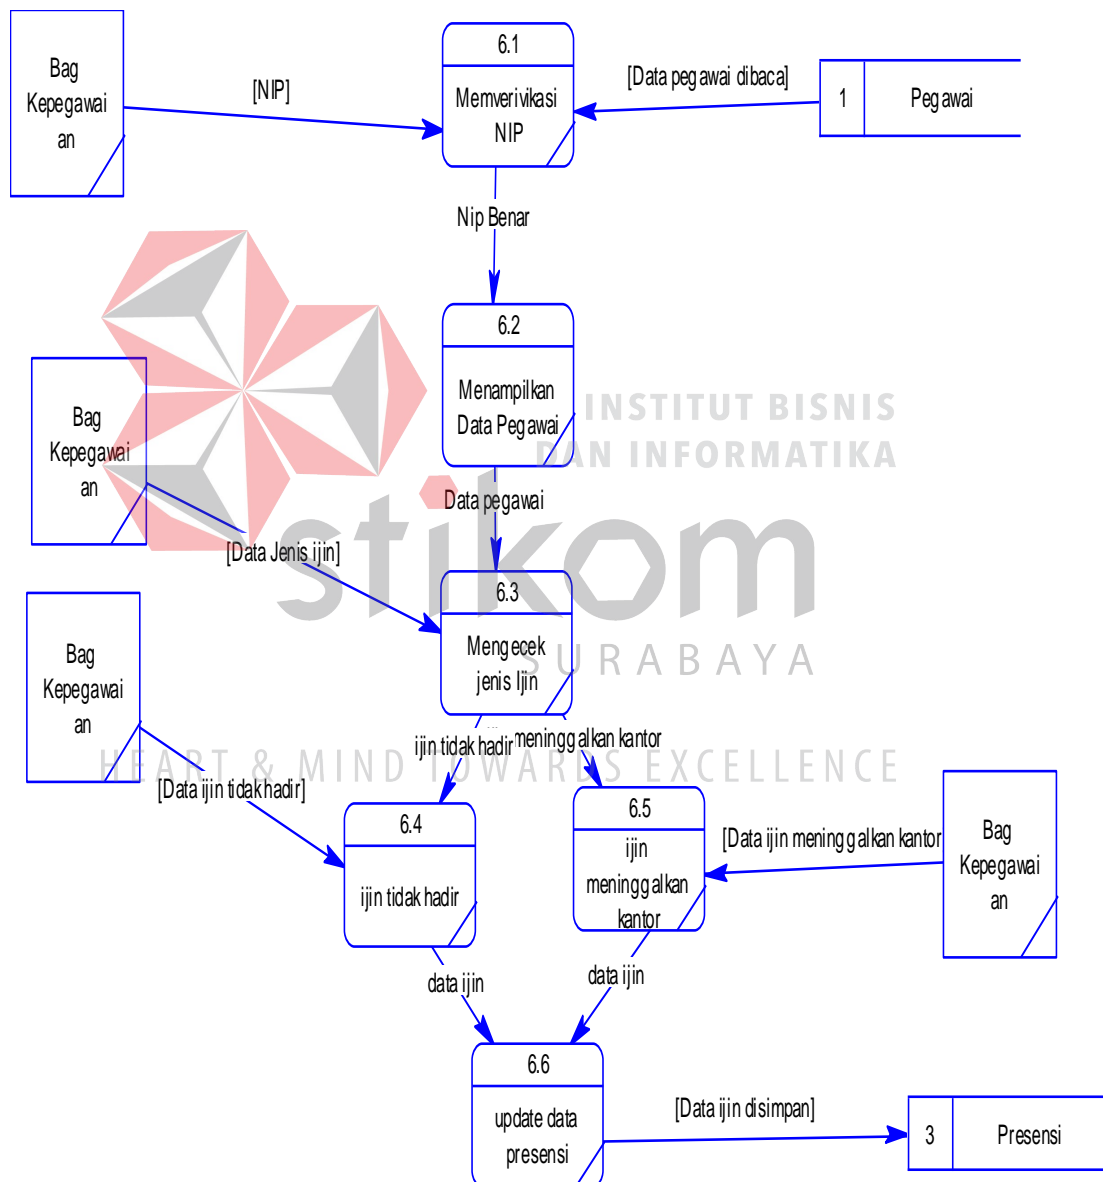 Bag
Kepegawai
an
[NIP]
6.1
Memverivikasi
NIP
[Data pegawai dibaca]
1
Pegawai
Nip Benar
6.2
Menampilkan
Data Pegawai
INSTITUT BISNIS
DAN INFORMATIKA
Bag
Kepegawai
an
Data pegawai
stikom
[Data Jenis ijin]
6.3
Mengecek
jenis Ijin
SURABAYA
Bag
Kepegawai
an
ijin tidak hadir
meninggalkan kantor
HEART & MIND TOWARDS EXCELLENCE
[Data ijin tidak hadir]
6.4
ijin tidak hadir
6.5
ijin
meninggalkan
kantor
[Data ijin meninggalkan kantor
Bag
Kepegawai
an
data ijin
data ijin
6.6
update data
presensi
[Data ijin disimpan]
3
Presensi